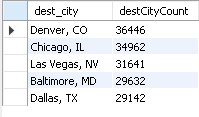 dest_city destCityCount
Denver, CO 36446
Chicago, IL 34962
Las Vegas, NV 31641
Baltimore, MD 29632
Dallas, TX 29142